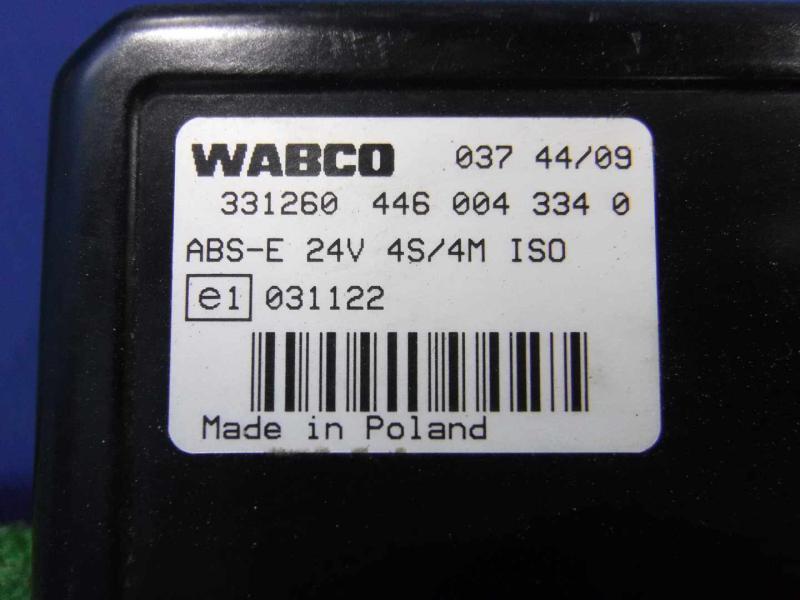 WABCO 037 44/09
331260 446 004 334 0
ABS-E 24V 4S/4M ISO
e1 031122
Made in Poland